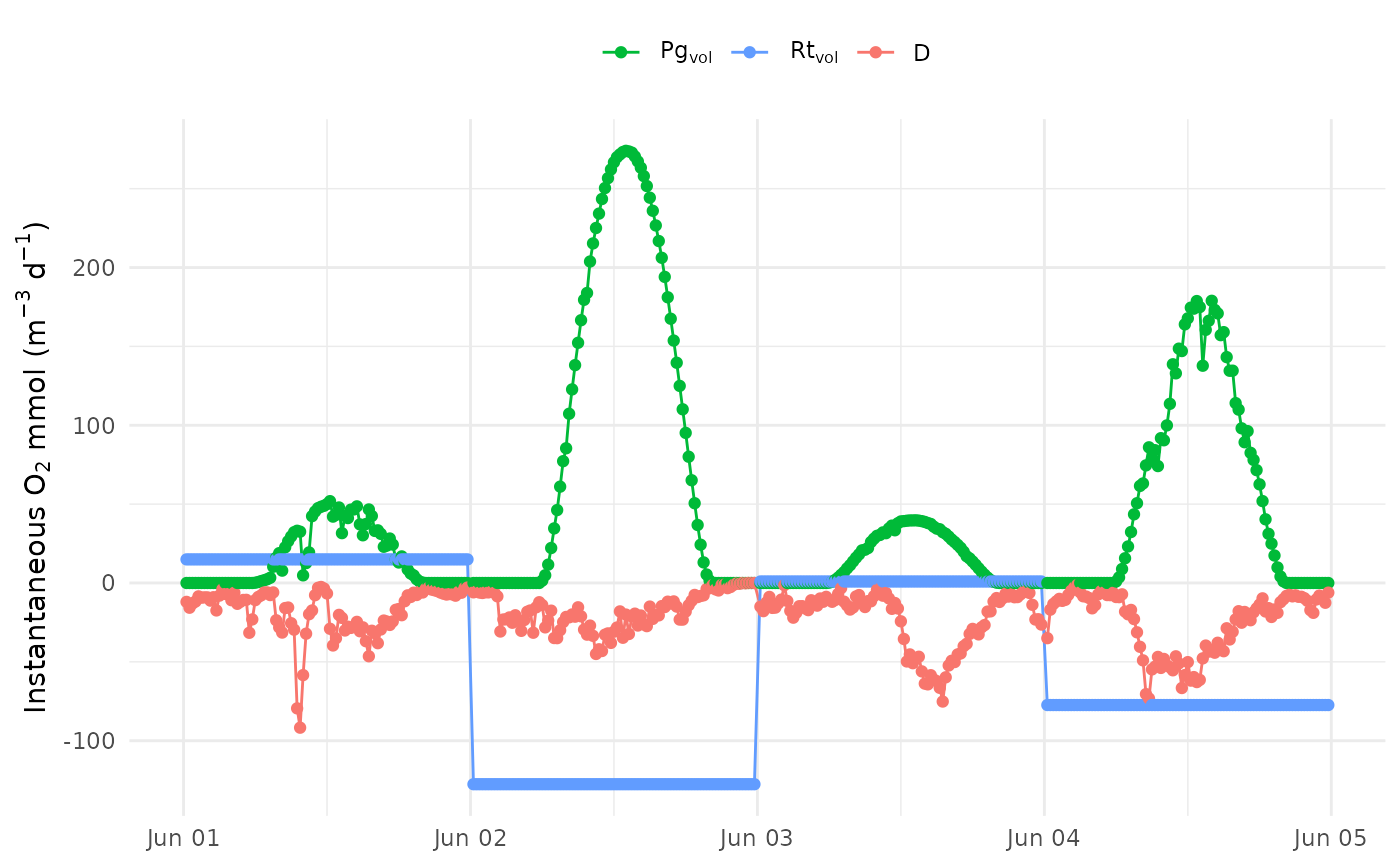 Pg_vol Rt_vol D
Instantaneous O₂ mmol (m⁻³ d⁻¹)
200
100
0
-100
Jun 01 Jun 02 Jun 03 Jun 04 Jun 05